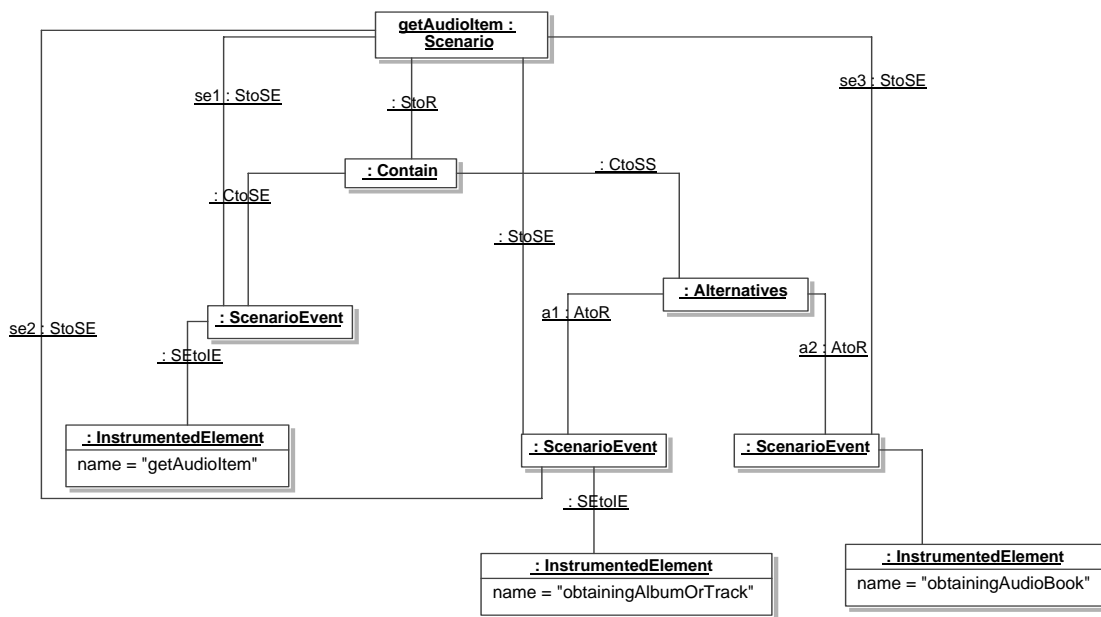 getAudioItem :
Scenario
se1 : StoSE
: StoR
se3 : StoSE
: Contain
: CtoSS
: CtoSE
: StoSE
: Alternatives
a1 : AtoR
: ScenarioEvent
se2 : StoSE
: SEtoIE
a2 : AtoR
: InstrumentedElement
name = "getAudioItem"
: ScenarioEvent
: ScenarioEvent
: SEtoIE
: InstrumentedElement
name = "obtainingAlbumOrTrack"
: InstrumentedElement
name = "obtainingAudioBook"